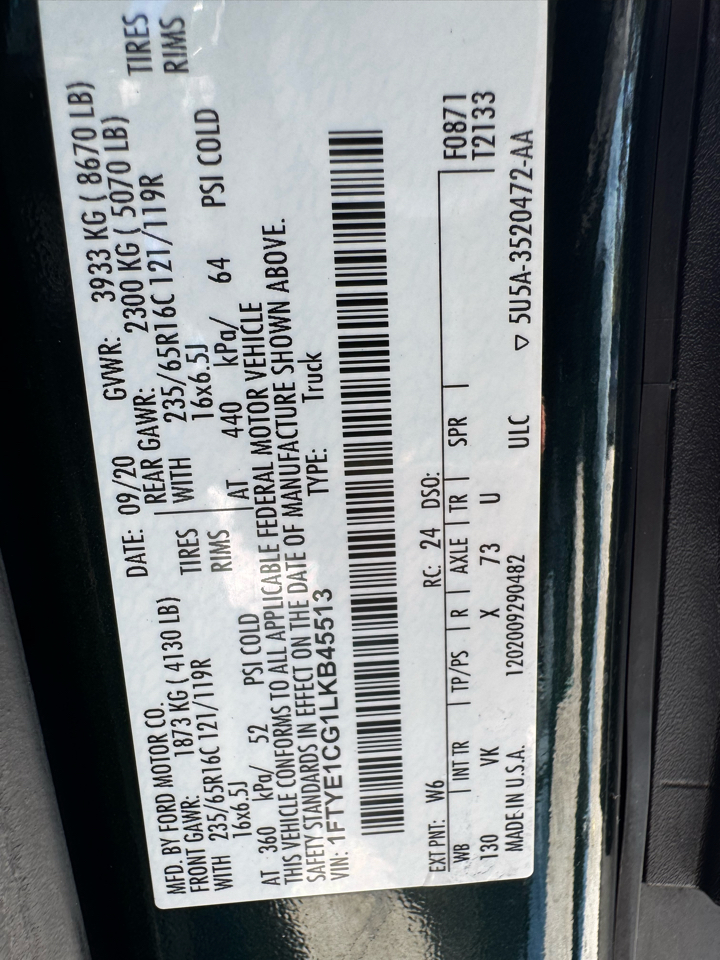 MFD. BY FORD MOTOR CO.
DATE: 09/20 GVWR: 3933 KG ( 8670 LB)
FRONT GAWR: 1873 KG ( 4130 LB) REAR GAWR: 2300 KG ( 5070 LB)
WITH 235/65R16C 121/119R TIRES WITH 235/65R16C 121/119R TIRES
16x6.5J RIMS 16x6.5J RIMS
AT 360 kPa/ 52 PSI COLD AT 440 kPa/ 64 PSI COLD
THIS VEHICLE CONFORMS TO ALL APPLICABLE FEDERAL MOTOR VEHICLE
SAFETY STANDARDS IN EFFECT ON THE DATE OF MANUFACTURE SHOWN ABOVE.
VIN: 1FTYE1CG1LKB45513 TYPE: Truck
EXT PNT: W6 RC: 24 DSO: F0871
WB INT TR TP/PS R AXLE TR SPR T2133
130 VK X 73 U
MADE IN U.S.A. 1202009290482 ULC ▽ 5U5A-3520472-AA